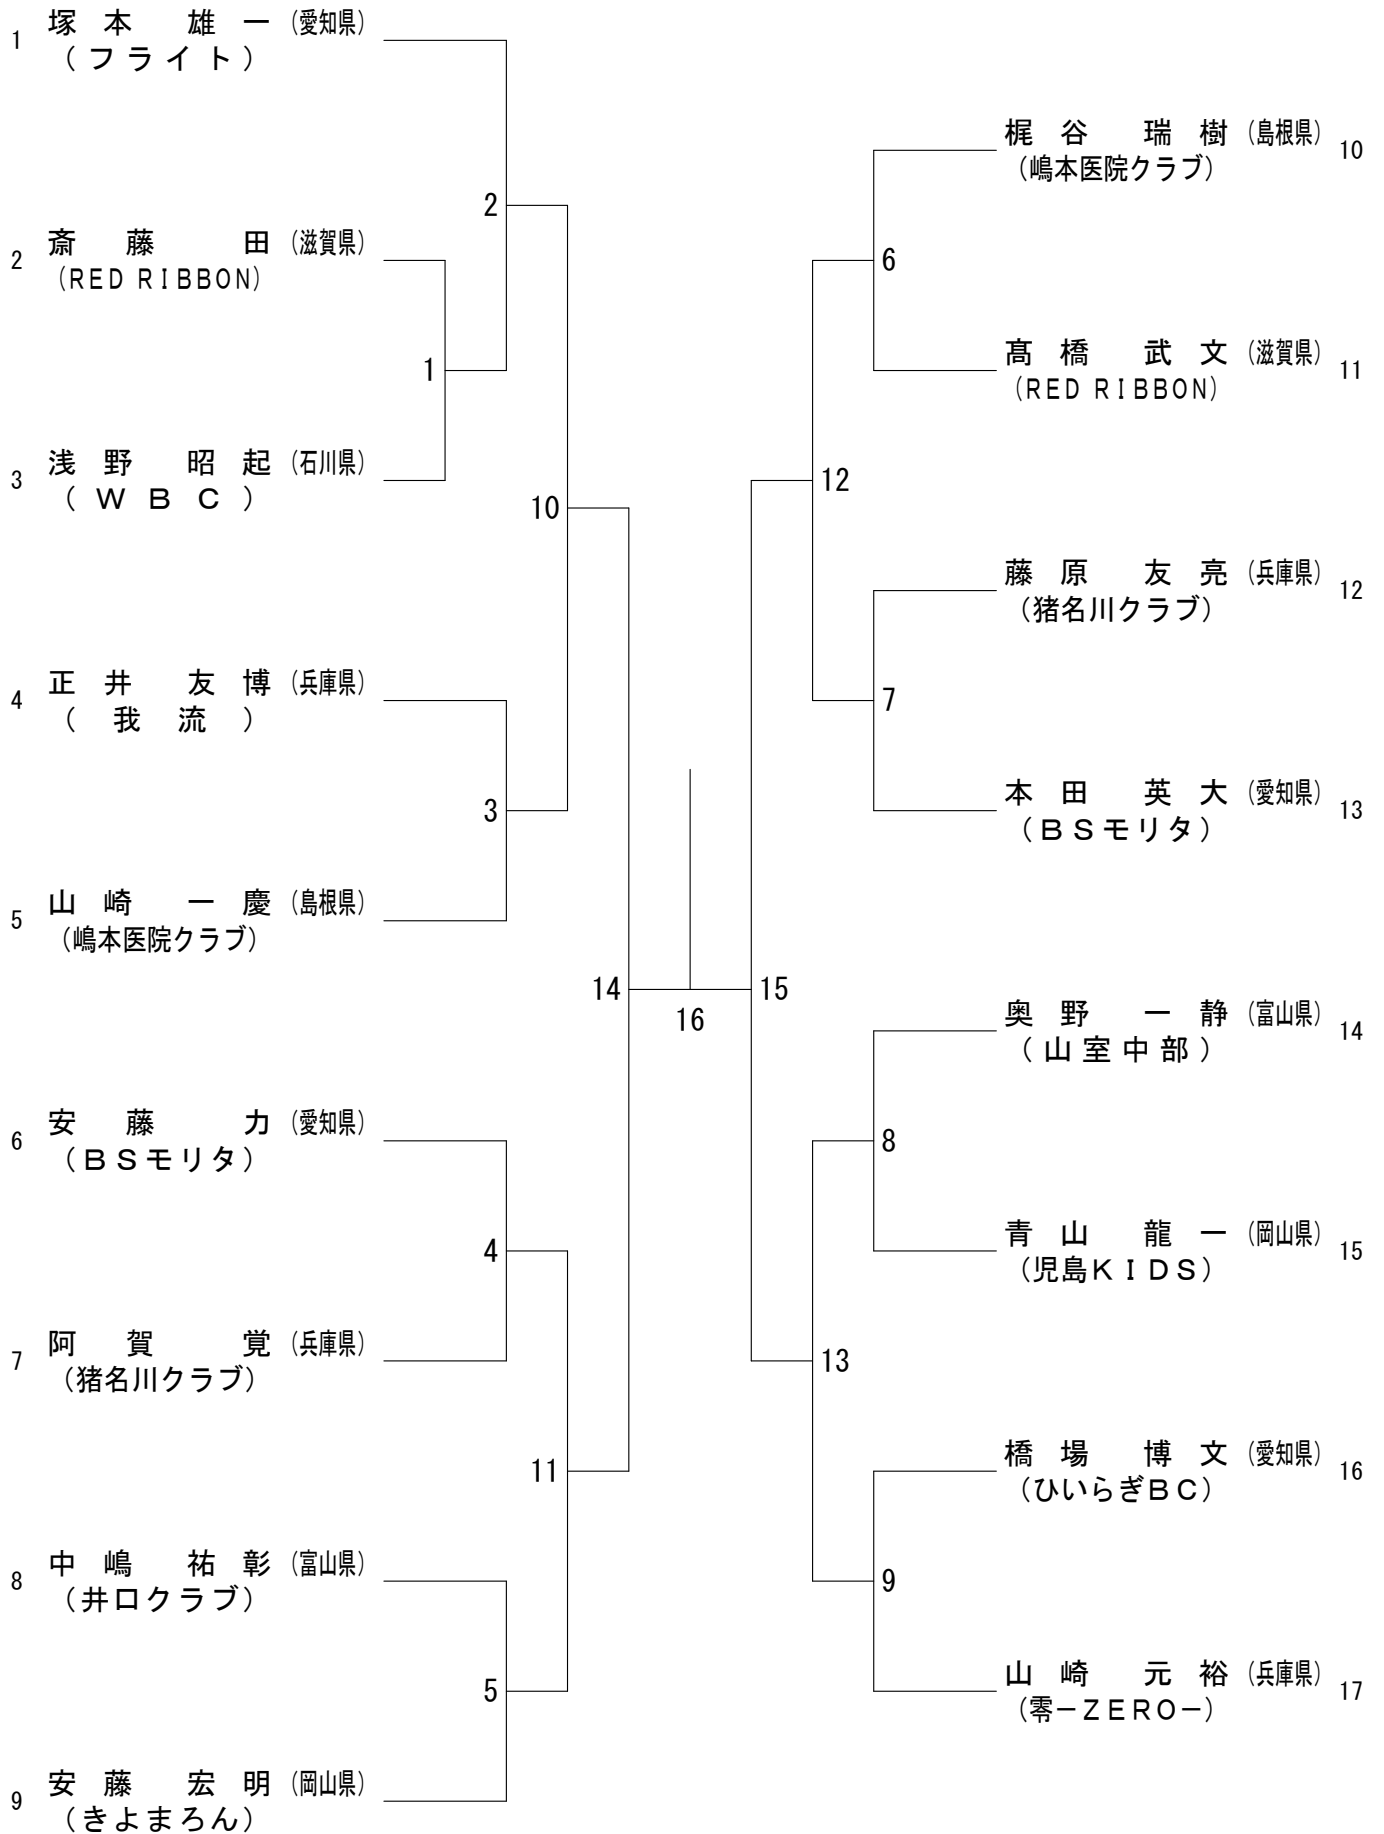 1 塚本 雄一 (愛知県)
(フライト)
2 斎藤 田 (滋賀県)
(RED RIBBON)
3 浅野 昭起 (石川県)
(WBC)
4 正井 友博 (兵庫県)
(我流)
5 山崎 一慶 (島根県)
(嶋本医院クラブ)
6 安藤 力 (愛知県)
(BSモリタ)
7 阿賀 覚 (兵庫県)
(猪名川クラブ)
8 中嶋 祐彰 (富山県)
(井口クラブ)
9 安藤 宏明 (岡山県)
(きよまろん)
1
2
3
4
5
10
11
14
16
15
12
13
6
7
8
9
梶谷 瑞樹 (島根県) 10
(嶋本医院クラブ)
髙橋 武文 (滋賀県) 11
(RED RIBBON)
藤原 友亮 (兵庫県) 12
(猪名川クラブ)
本田 英大 (愛知県) 13
(BSモリタ)
奥野 一静 (富山県) 14
(山室中部)
青山 龍一 (岡山県) 15
(児島KIDS)
橋場 博文 (愛知県) 16
(ひいらぎBC)
山崎 元裕 (兵庫県) 17
(零－ZERO－)